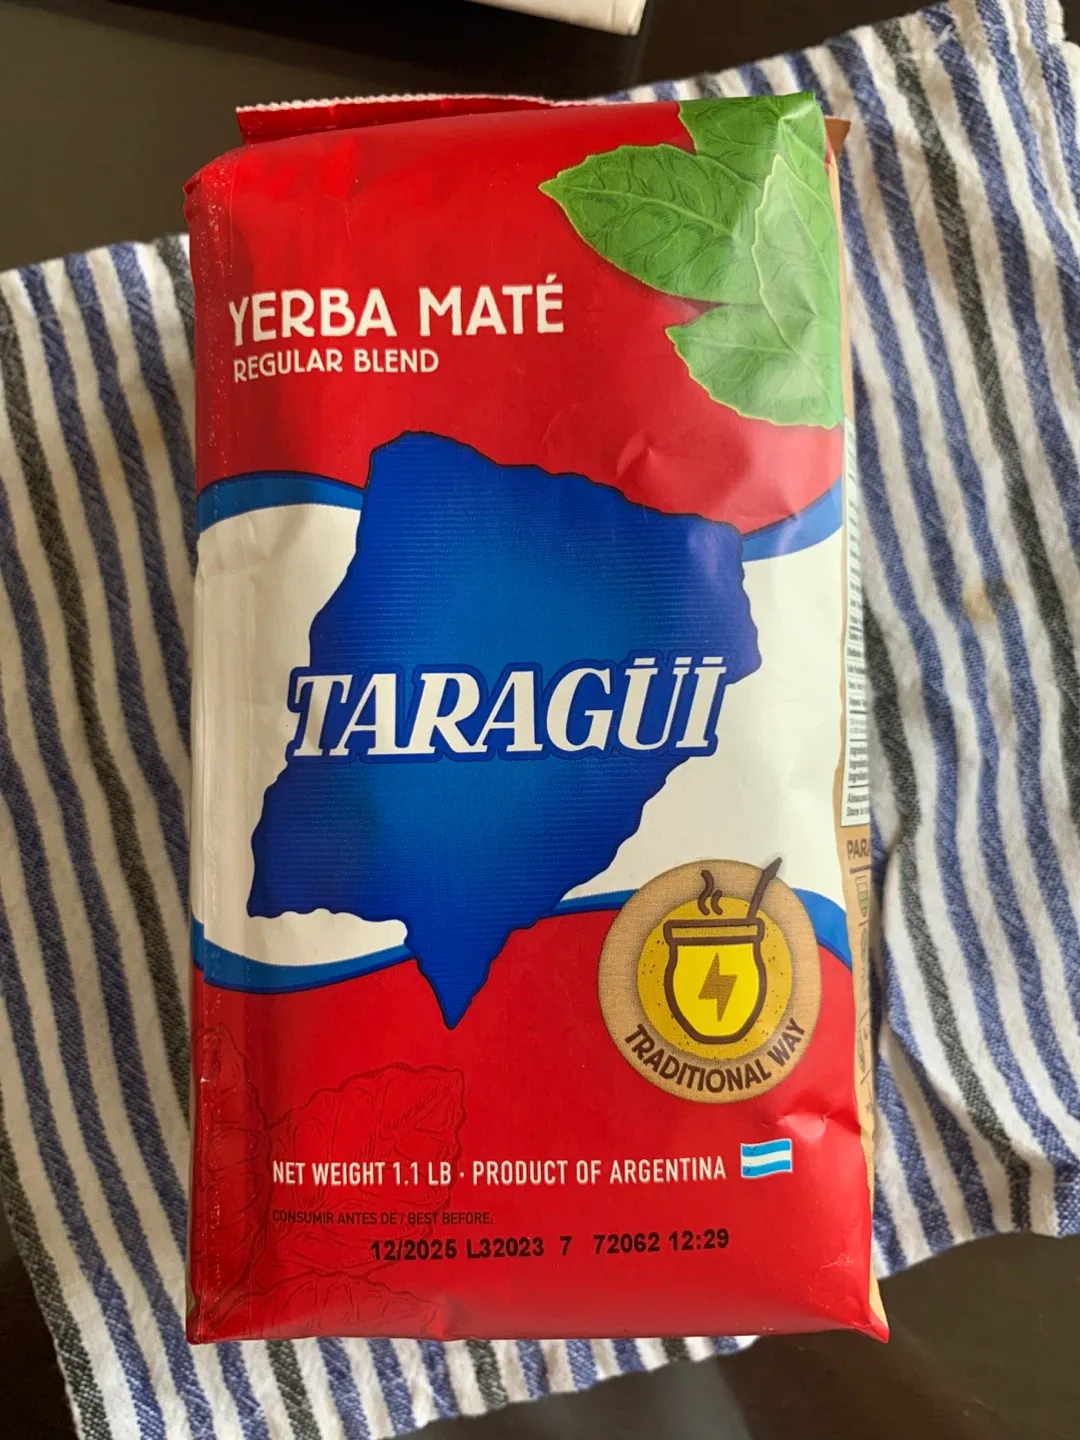 YERBA MATÉ
REGULAR BLEND
TARAGÜI
TRADITIONAL WAY
NET WEIGHT 1.1 LB · PRODUCT OF ARGENTINA
CONSUMIR ANTES DE / BEST BEFORE:
12/2025 L32023 7 72062 12:29
PAR